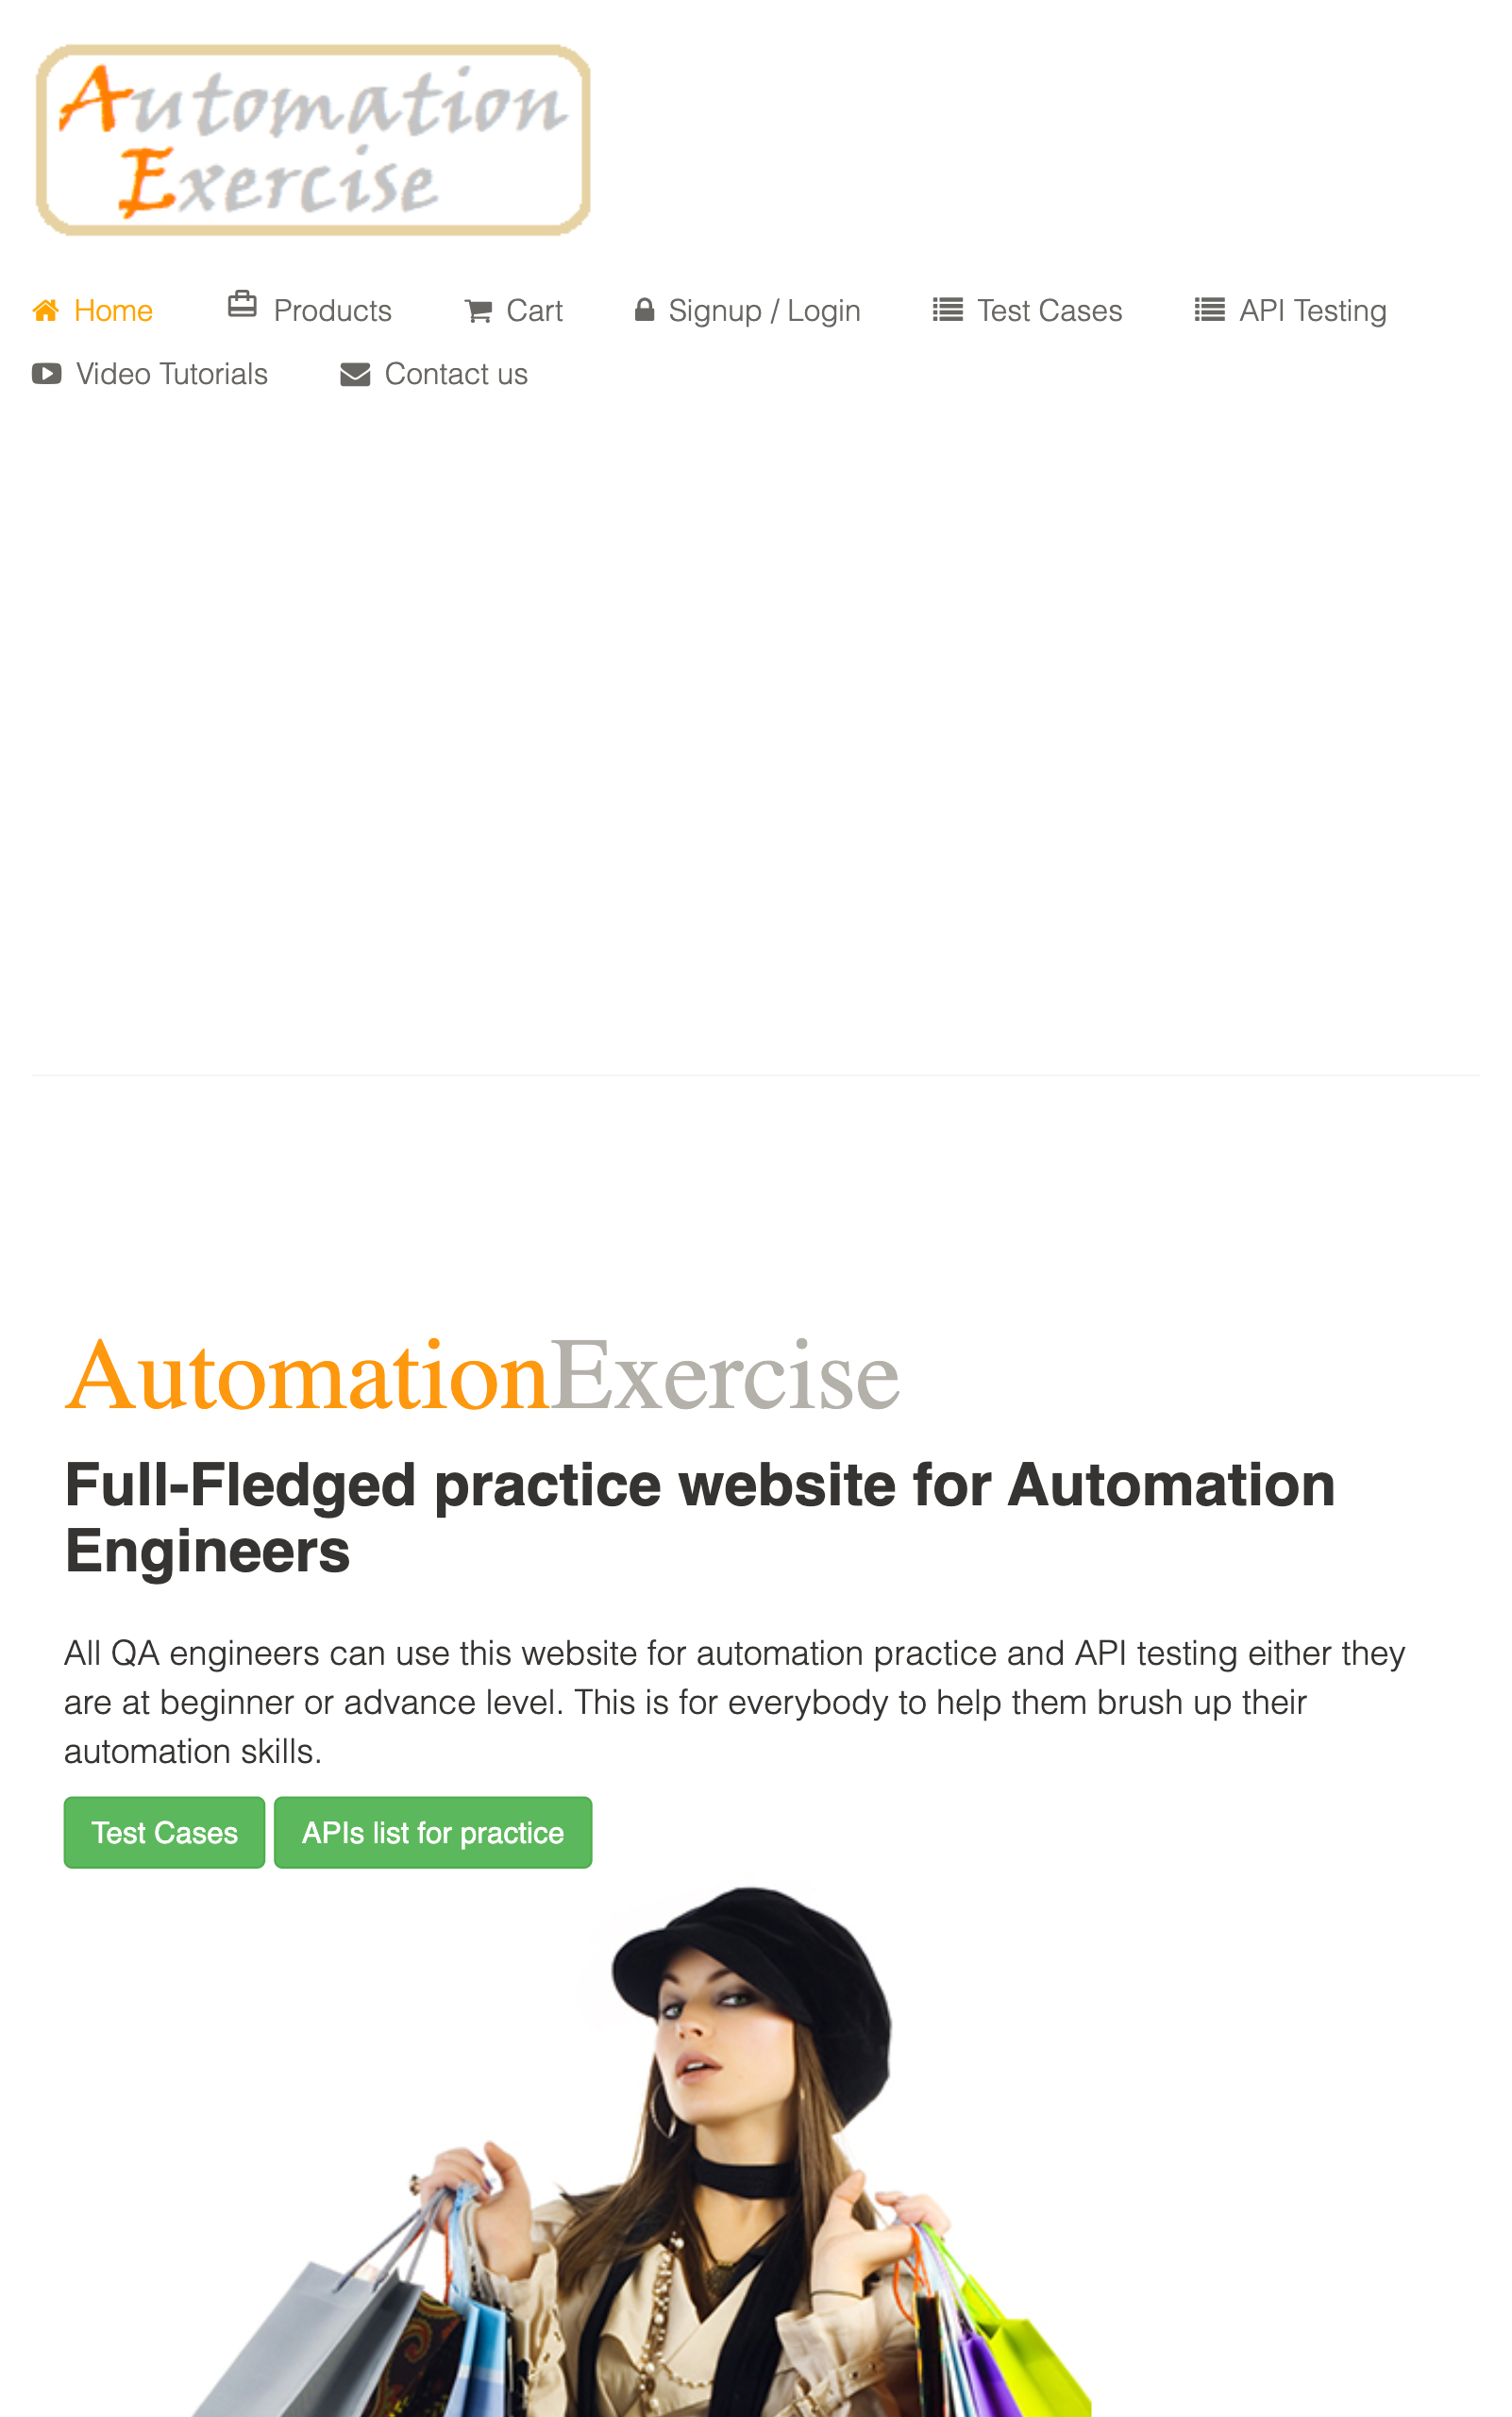 Automation
Exercise
Home Products Cart Signup / Login Test Cases API Testing
Video Tutorials Contact us
AutomationExercise
Full-Fledged practice website for Automation
Engineers
All QA engineers can use this website for automation practice and API testing either they
are at beginner or advance level. This is for everybody to help them brush up their
automation skills.
Test Cases APIs list for practice